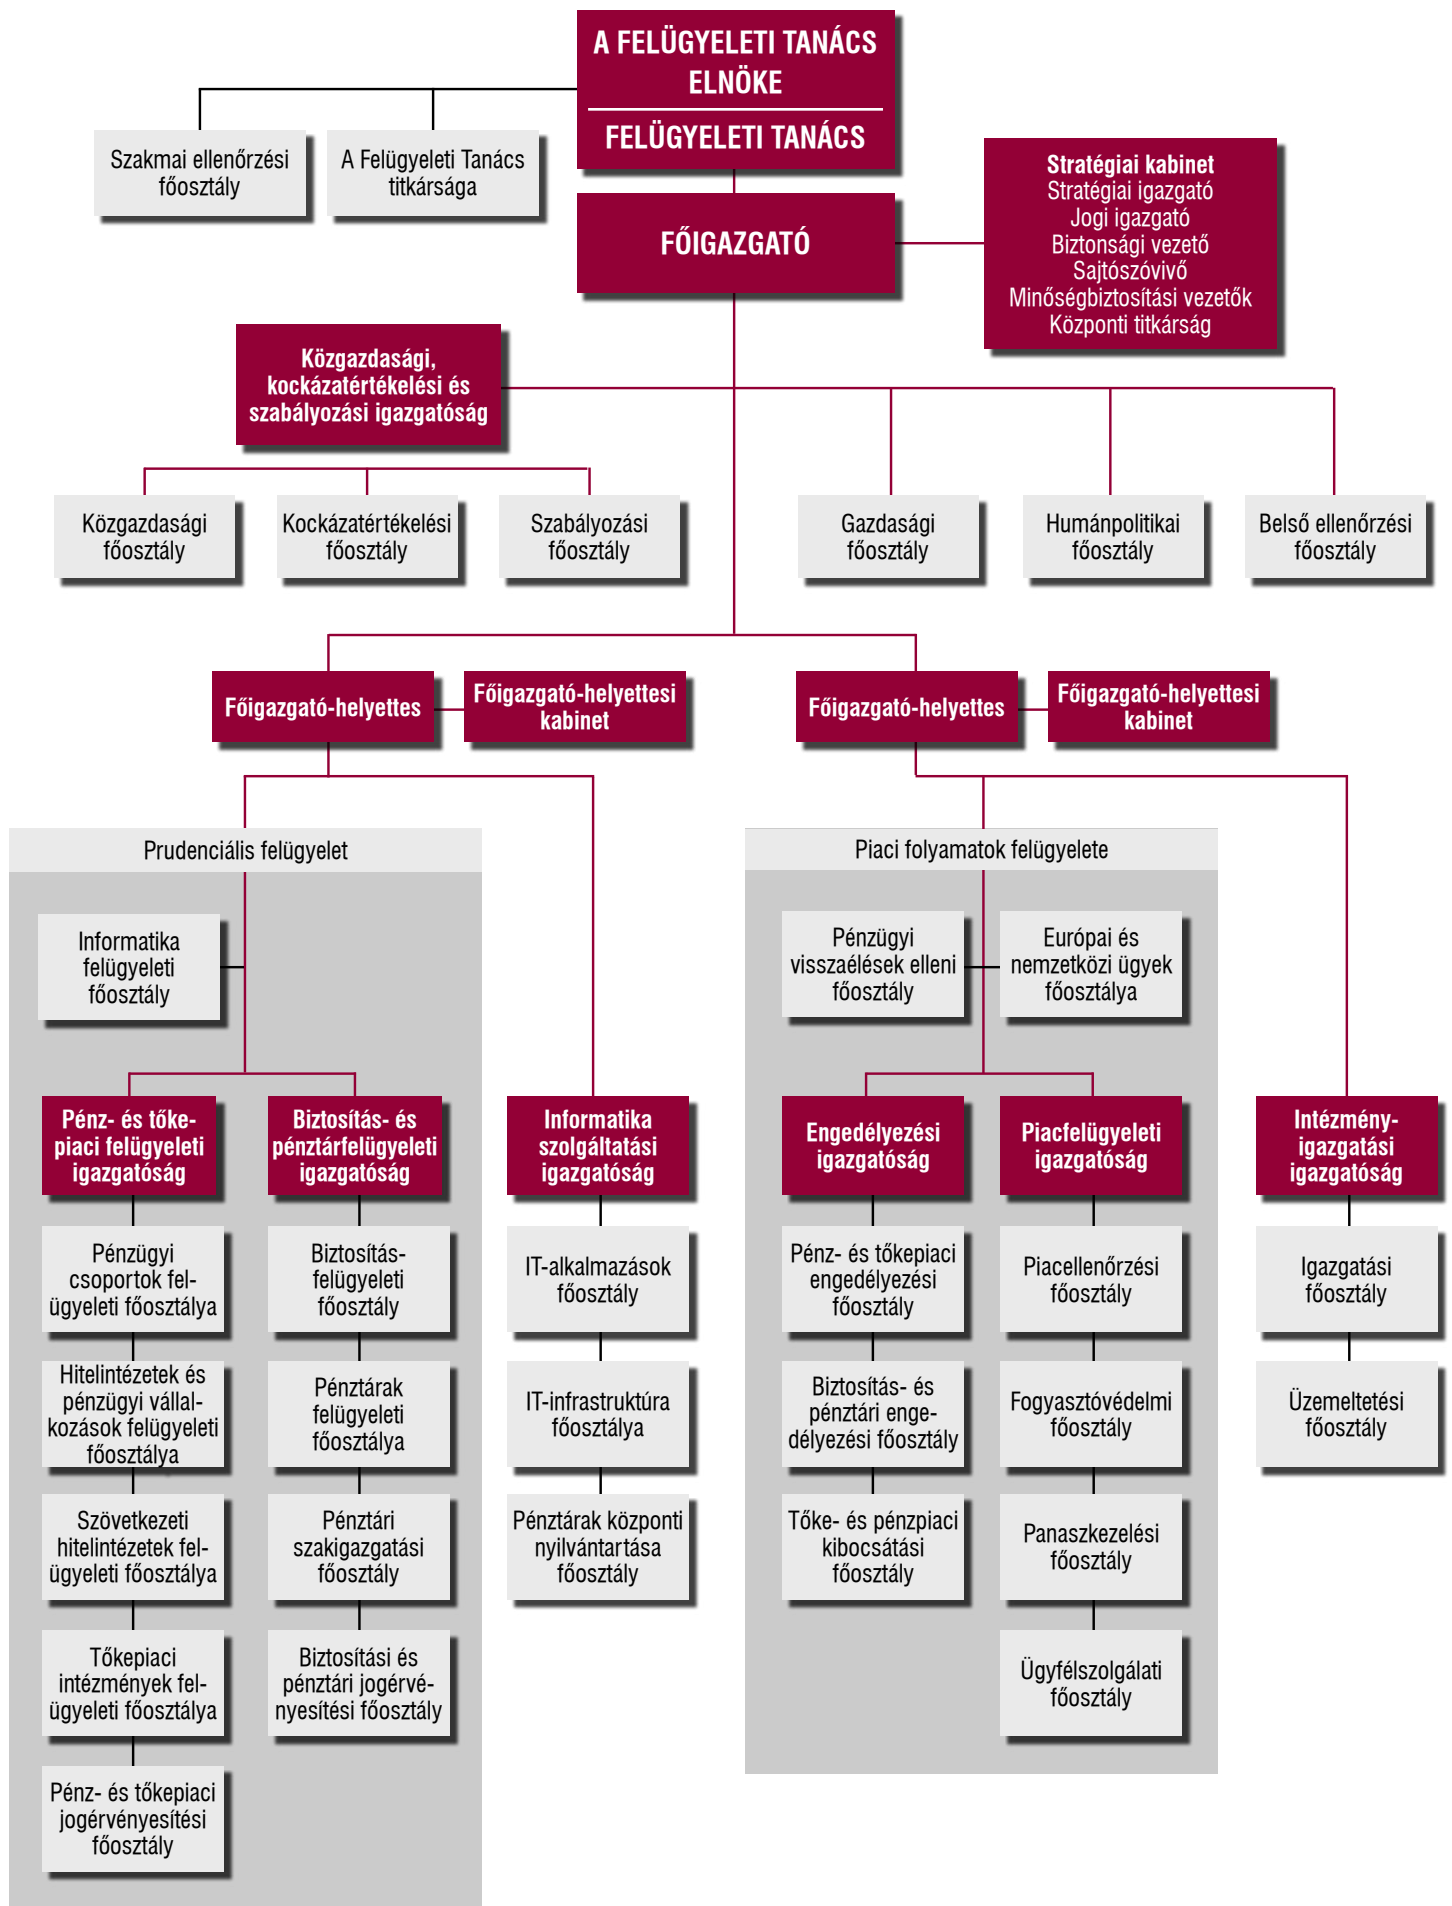 A FELÜGYELETI TANÁCS
ELNÖKE
FELÜGYELETI TANÁCS
Szakmai ellenőrzési
főosztály
A Felügyeleti Tanács
titkársága
FŐIGAZGATÓ
Stratégiai kabinet
Stratégiai igazgató
Jogi igazgató
Biztonsági vezető
Sajtószóvivő
Minőségbiztosítási vezetők
Központi titkárság
Közgazdasági,
kockázatértékelési és
szabályozási igazgatóság
Közgazdasági
főosztály
Kockázatértékelési
főosztály
Szabályozási
főosztály
Gazdasági
főosztály
Humánpolitikai
főosztály
Belső ellenőrzési
főosztály
Főigazgató-helyettes
Főigazgató-helyettesi
kabinet
Főigazgató-helyettes
Főigazgató-helyettesi
kabinet
Prudenciális felügyelet
Informatika
felügyeleti
főosztály
Pénz- és tőke-
piaci felügyeleti
igazgatóság
Pénzügyi
csoportok fel-
ügyeleti főosztálya
Hitelintézetek és
pénzügyi vállal-
kozások felügyeleti
főosztálya
Szövetkezeti
hitelintézetek fel-
ügyeleti főosztálya
Tőkepiaci
intézmények fel-
ügyeleti főosztálya
Pénz- és tőkepiaci
jogérvényesítési
főosztály
Biztosítás- és
pénztárfelügyeleti
igazgatóság
Biztosítás-
felügyeleti
főosztály
Pénztárak
felügyeleti
főosztálya
Pénztári
szakigazgatási
főosztály
Biztosítási és
pénztári jogérvé-
nyesítési főosztály
Informatika
szolgáltatási
igazgatóság
IT-alkalmazások
főosztály
IT-infrastruktúra
főosztálya
Pénztárak központi
nyilvántartása
főosztály
Piaci folyamatok felügyelete
Pénzügyi
visszaélések elleni
főosztály
Európai és
nemzetközi ügyek
főosztálya
Engedélyezési
igazgatóság
Pénz- és tőkepiaci
engedélyezési
főosztály
Biztosítás- és
pénztári enge-
délyezési főosztály
Tőke- és pénzpiaci
kibocsátási
főosztály
Piacfelügyeleti
igazgatóság
Piacellenőrzési
főosztály
Fogyasztóvédelmi
főosztály
Panaszkezelési
főosztály
Ügyfélszolgálati
főosztály
Intézmény-
igazgatási
igazgatóság
Igazgatási
főosztály
Üzemeltetési
főosztály